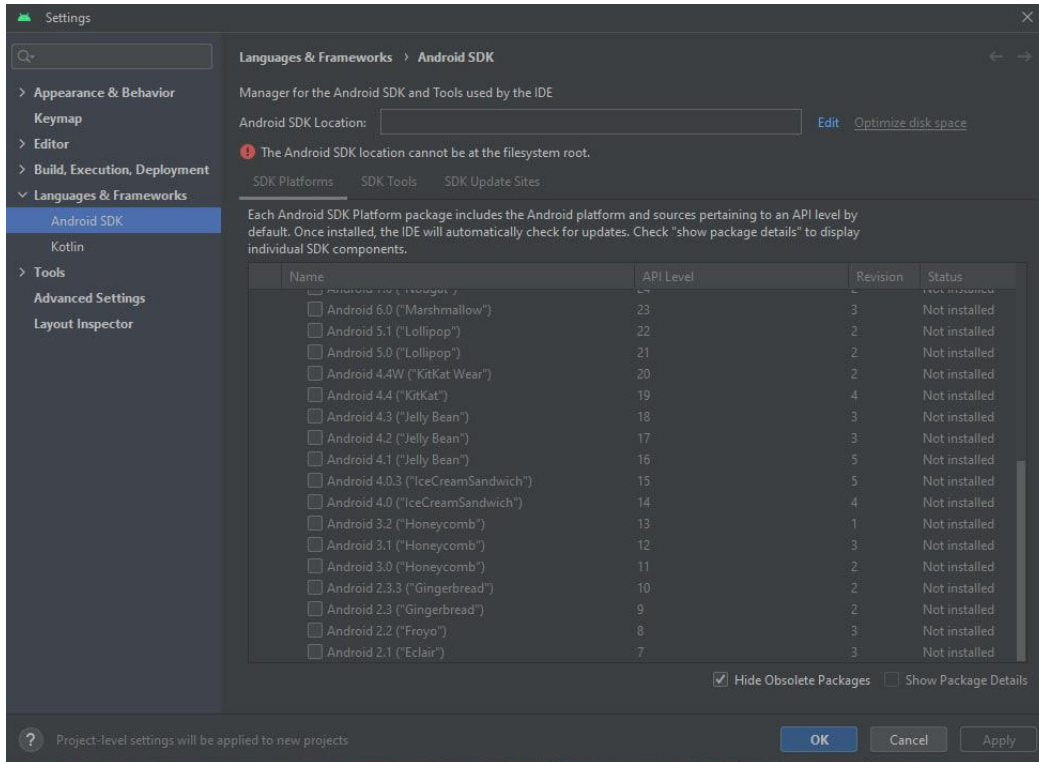 Settings
Languages & Frameworks > Android SDK
Appearance & Behavior
Keymap
Editor
Build, Execution, Deployment
Languages & Frameworks
Android SDK
Kotlin
Tools
Advanced Settings
Layout Inspector
Manager for the Android SDK and Tools used by the IDE
Android SDK Location: Edit Optimize disk space
The Android SDK location cannot be at the filesystem root.
SDK Platforms SDK Tools SDK Update Sites
Each Android SDK Platform package includes the Android platform and sources pertaining to an API level by
default. Once installed, the IDE will automatically check for updates. Check "show package details" to display
individual SDK components.
Name API Level Revision Status
Android 6.0 ("Marshmallow") 23 3 Not installed
Android 5.1 ("Lollipop") 22 2 Not installed
Android 5.0 ("Lollipop") 21 2 Not installed
Android 4.4W ("KitKat Wear") 20 2 Not installed
Android 4.4 ("KitKat") 19 4 Not installed
Android 4.3 ("Jelly Bean") 18 3 Not installed
Android 4.2 ("Jelly Bean") 17 3 Not installed
Android 4.1 ("Jelly Bean") 16 5 Not installed
Android 4.0.3 ("IceCreamSandwich") 15 5 Not installed
Android 4.0 ("IceCreamSandwich") 14 4 Not installed
Android 3.2 ("Honeycomb") 13 1 Not installed
Android 3.1 ("Honeycomb") 12 3 Not installed
Android 3.0 ("Honeycomb") 11 2 Not installed
Android 2.3.3 ("Gingerbread") 10 2 Not installed
Android 2.3 ("Gingerbread") 9 2 Not installed
Android 2.2 ("Froyo") 8 3 Not installed
Android 2.1 ("Eclair") 7 3 Not installed
Hide Obsolete Packages Show Package Details
? Project-level settings will be applied to new projects
OK Cancel Apply